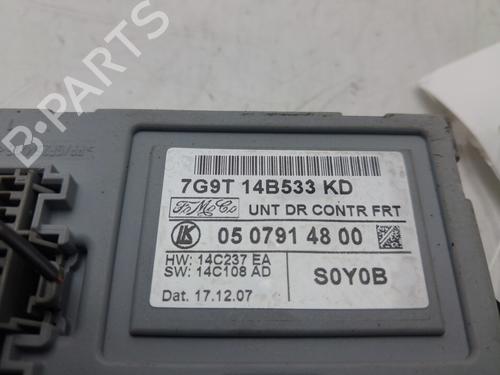 B-PARTS
7G9T 14B533 KD
FoMoCo
UNT DR CONTR FRT
LK
05 0791 48 00
HW: 14C237 EA
SW: 14C108 AD
S0Y0B
Dat. 17.12.07